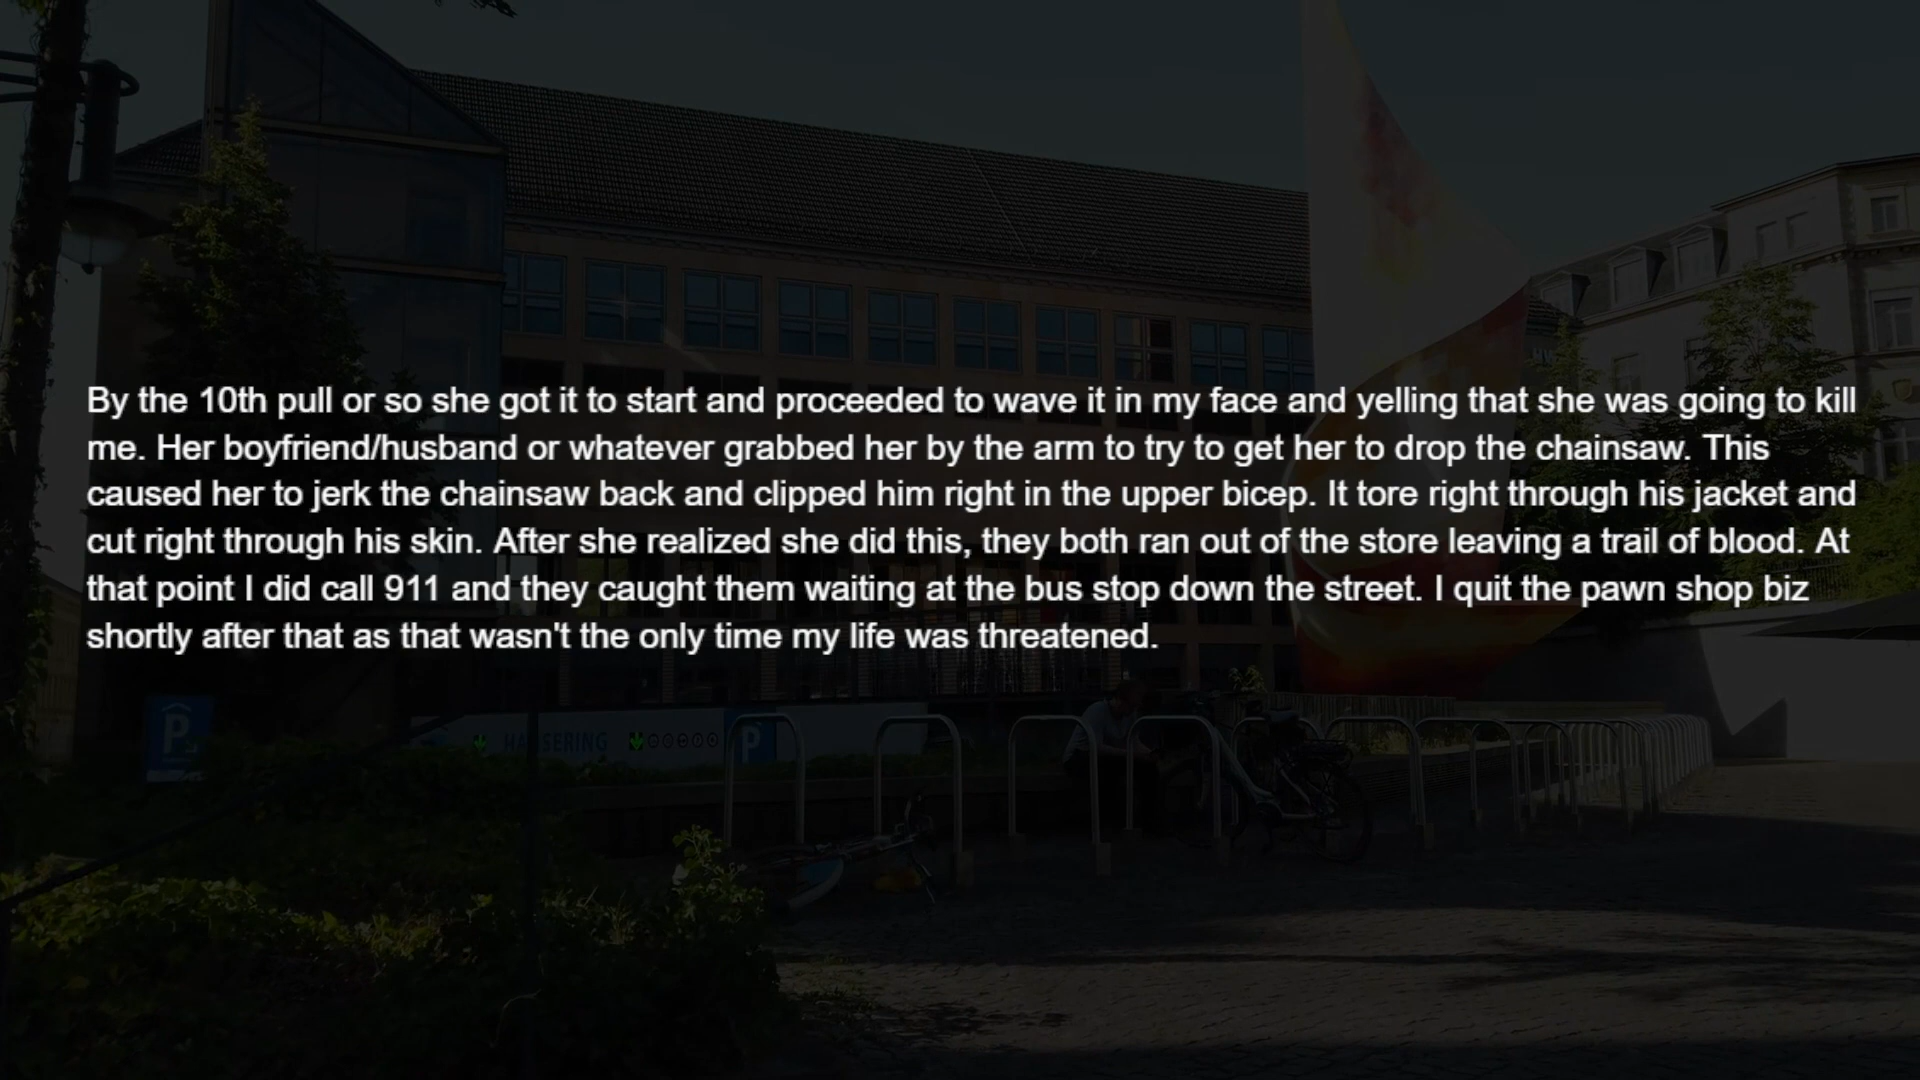 By the 10th pull or so she got it to start and proceeded to wave it in my face and yelling that she was going to kill
me. Her boyfriend/husband or whatever grabbed her by the arm to try to get her to drop the chainsaw. This
caused her to jerk the chainsaw back and clipped him right in the upper bicep. It tore right through his jacket and
cut right through his skin. After she realized she did this, they both ran out of the store leaving a trail of blood. At
that point I did call 911 and they caught them waiting at the bus stop down the street. I quit the pawn shop biz
shortly after that as that wasn't the only time my life was threatened.
P
P